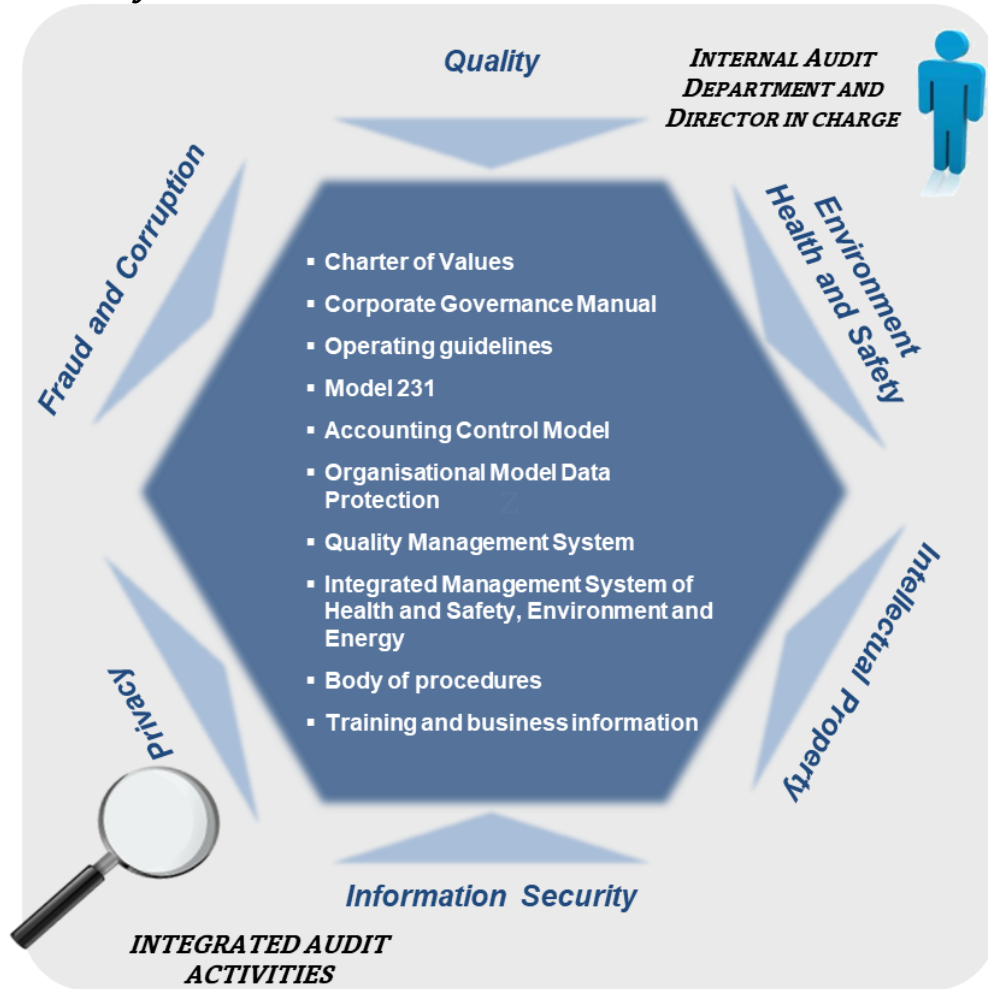 Quality
INTERNAL AUDIT
DEPARTMENT AND
DIRECTOR IN CHARGE
Fraud and Corruption
Environment
Health and Safety
▪ Charter of Values
▪ Corporate Governance Manual
▪ Operating guidelines
▪ Model 231
▪ Accounting Control Model
▪ Organisational Model Data
Protection
▪ Quality Management System
▪ Integrated Management System of
Health and Safety, Environment and
Energy
▪ Body of procedures
▪ Training and business information
Intellectual Property
Privacy
Information Security
INTEGRATED AUDIT
ACTIVITIES